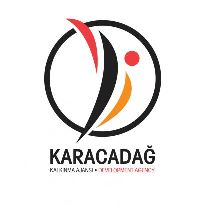 KARACADAĞ
KALKINMA AJANSI • DEVELOPMENT AGENCY